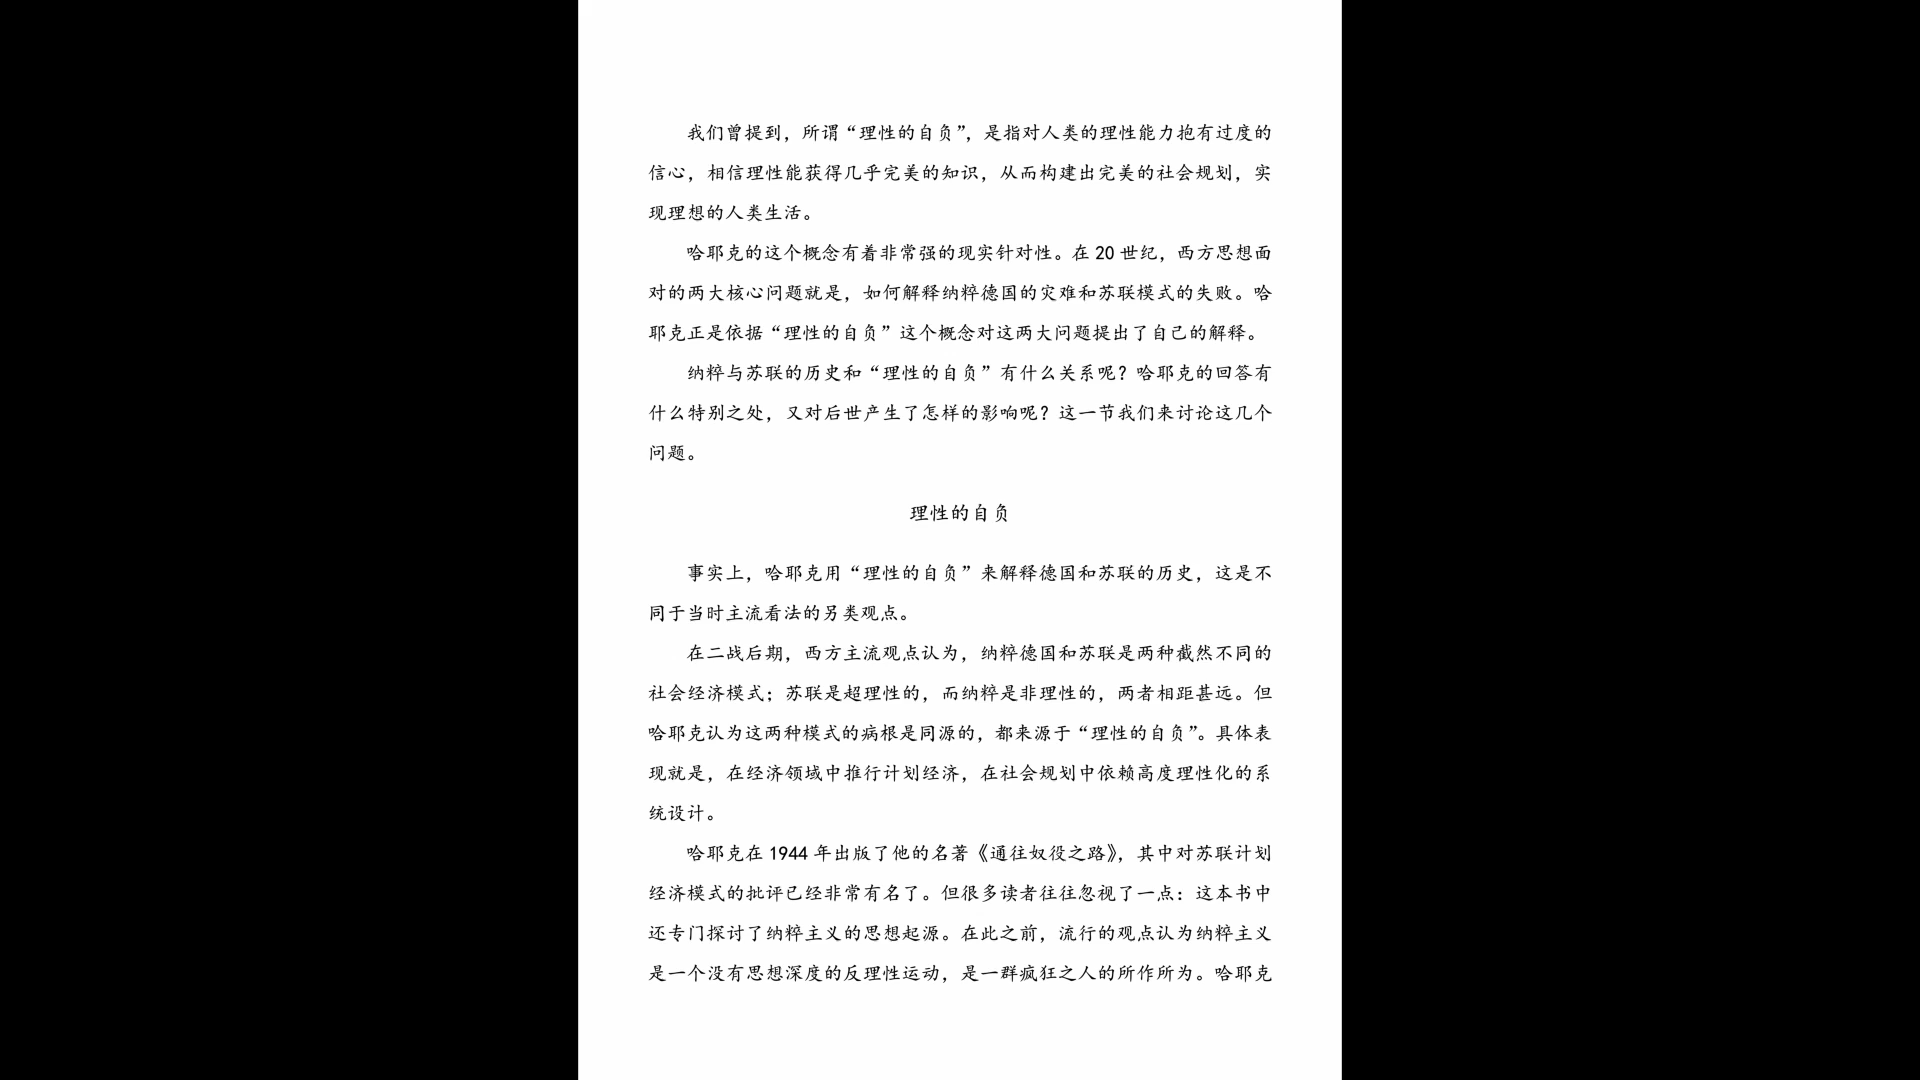 我们曾提到，所谓“理性的自负”，是指对人类的理性能力抱有过度的
信心，相信理性能获得几乎完美的知识，从而构建出完美的社会规划，实
现理想的人类生活。
哈耶克的这个概念有着非常强的现实针对性。在 20 世纪，西方思想面
对的两大核心问题就是，如何解释纳粹德国的灾难和苏联模式的失败。哈
耶克正是依据“理性的自负”这个概念对这两大问题提出了自己的解释。
纳粹与苏联的历史和“理性的自负”有什么关系呢？哈耶克的回答有
什么特别之处，又对后世产生了怎样的影响呢？这一节我们来讨论这几个
问题。
理性的自负
事实上，哈耶克用“理性的自负”来解释德国和苏联的历史，这是不
同于当时主流看法的另类观点。
在二战后期，西方主流观点认为，纳粹德国和苏联是两种截然不同的
社会经济模式；苏联是超理性的，而纳粹是非理性的，两者相距甚远。但
哈耶克认为这两种模式的病根是同源的，都来源于“理性的自负”。具体表
现就是，在经济领域中推行计划经济，在社会规划中依赖高度理性化的系
统设计。
哈耶克在 1944 年出版了他的名著《通往奴役之路》，其中对苏联计划
经济模式的批评已经非常有名了。但很多读者往往忽视了一点：这本书中
还专门探讨了纳粹主义的思想起源。在此之前，流行的观点认为纳粹主义
是一个没有思想深度的反理性运动，是一群疯狂之人的所作所为。哈耶克